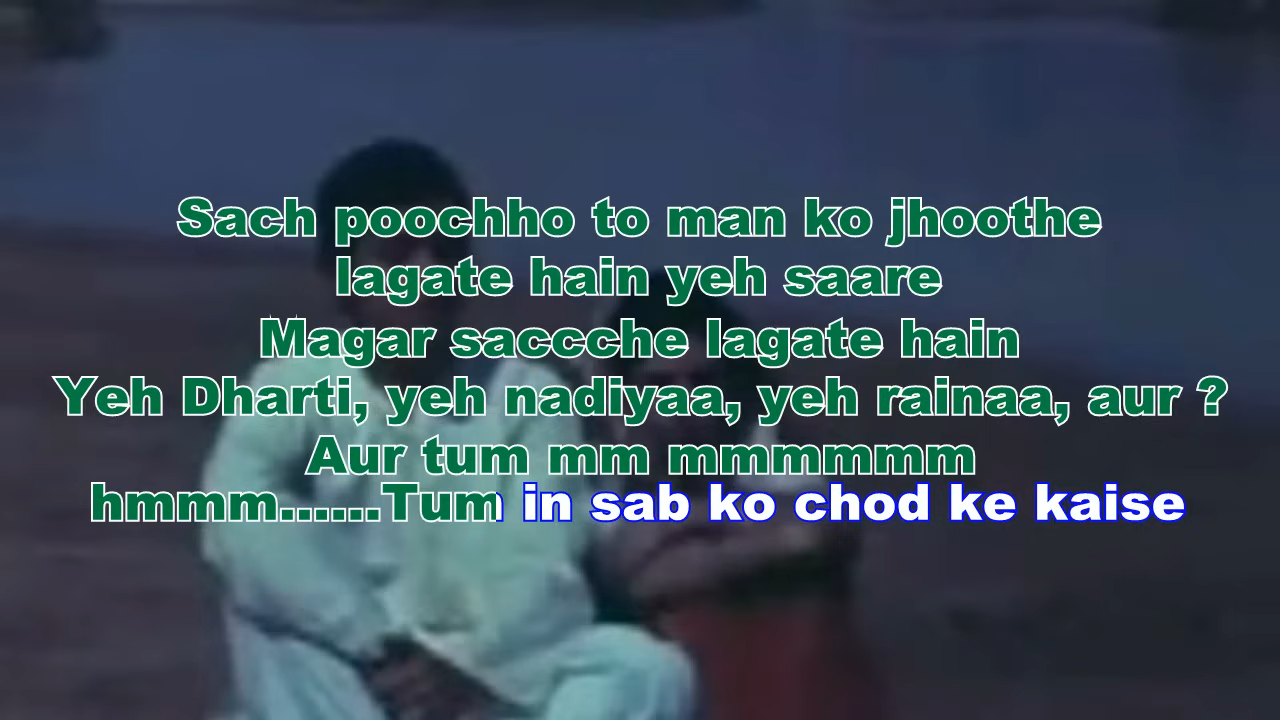 Sach poochho to man ko jhoothe
lagate hain yeh saare
Magar saccche lagate hain
Yeh Dharti, yeh nadiyaa, yeh rainaa, aur ?
Aur tum mm mmmmmm
hmmm......Tum in sab ko chod ke kaise